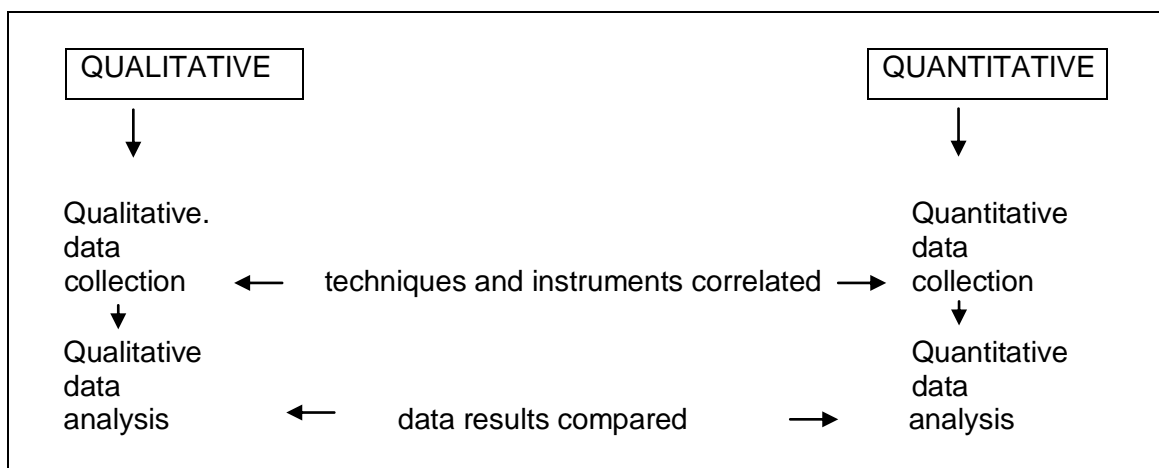 QUALITATIVE
QUANTITATIVE
Qualitative.
data
collection
techniques and instruments correlated
Quantitative
data
collection
Qualitative
data
analysis
data results compared
Quantitative
data
analysis